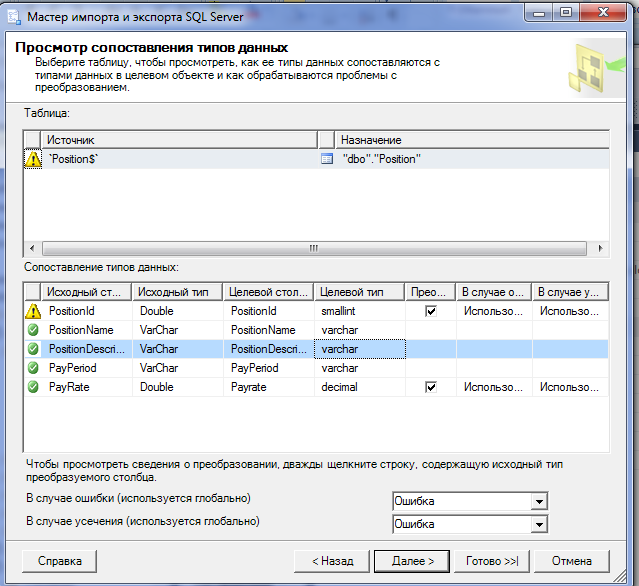 Мастер импорта и экспорта SQL Server
Просмотр сопоставления типов данных
Выберите таблицу, чтобы просмотреть, как ее типы данных сопоставляются с
типами данных в целевом объекте и как обрабатываются проблемы с
преобразованием.
Таблица:
Источник Назначение
`Position$` "dbo"."Position"
Сопоставление типов данных:
Исходный ст... Исходный тип Целевой стол... Целевой тип Прео... В случае о... В случае у...
PositionId Double PositionId smallint Использо... Использо...
PositionName VarChar PositionName varchar
PositionDescri... VarChar PositionDescri... varchar
PayPeriod VarChar PayPeriod varchar
PayRate Double Payrate decimal Использо... Использо...
Чтобы просмотреть сведения о преобразовании, дважды щелкните строку, содержащую исходный тип
преобразуемого столбца.
В случае ошибки (используется глобально) Ошибка
В случае усечения (используется глобально) Ошибка
Справка < Назад Далее > Готово >>| Отмена